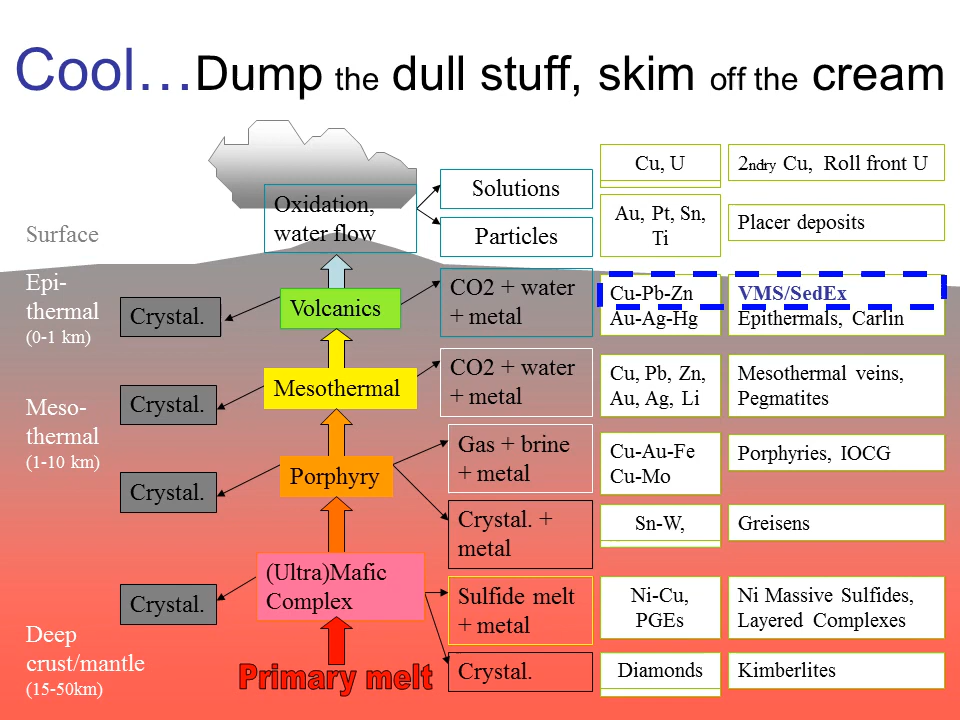 Cool…Dump the dull stuff, skim off the cream
Cu, U
2ndry Cu, Roll front U
Solutions
Oxidation,
water flow
Au, Pt, Sn,
Ti
Placer deposits
Particles
Surface
Epi-
thermal
(0-1 km)
Crystal.
Volcanics
CO2 + water
+ metal
Cu-Pb-Zn
Au-Ag-Hg
VMS/SedEx
Epithermals, Carlin
Meso-
thermal
(1-10 km)
Crystal.
Mesothermal
CO2 + water
+ metal
Cu, Pb, Zn,
Au, Ag, Li
Mesothermal veins,
Pegmatites
Crystal.
Porphyry
Gas + brine
+ metal
Cu-Au-Fe
Cu-Mo
Porphyries, IOCG
Crystal. +
metal
Sn-W,
Greisens
Crystal.
(Ultra)Mafic
Complex
Sulfide melt
+ metal
Ni-Cu,
PGEs
Ni Massive Sulfides,
Layered Complexes
Deep
crust/mantle
(15-50km)
Primary melt
Crystal.
Diamonds
Kimberlites